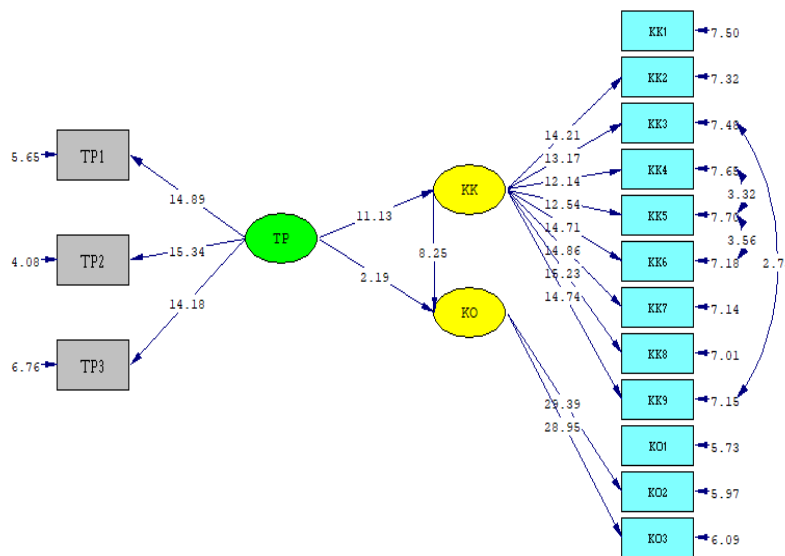 KK1
7.50
KK2
7.32
KK3
7.48
14.21
TP1
5.65
13.17
KK4
7.65
12.14
3.32
14.89
KK
12.54
KK5
7.70
11.13
14.71
TP
3.56
15.34
14.86
TP2
4.08
8.25
KK6
7.18
2.7
15.23
2.19
14.74
14.18
KO
KK7
7.14
KK8
7.01
TP3
6.76
KK9
7.15
29.39
28.95
KO1
5.73
KO2
5.97
KO3
6.09